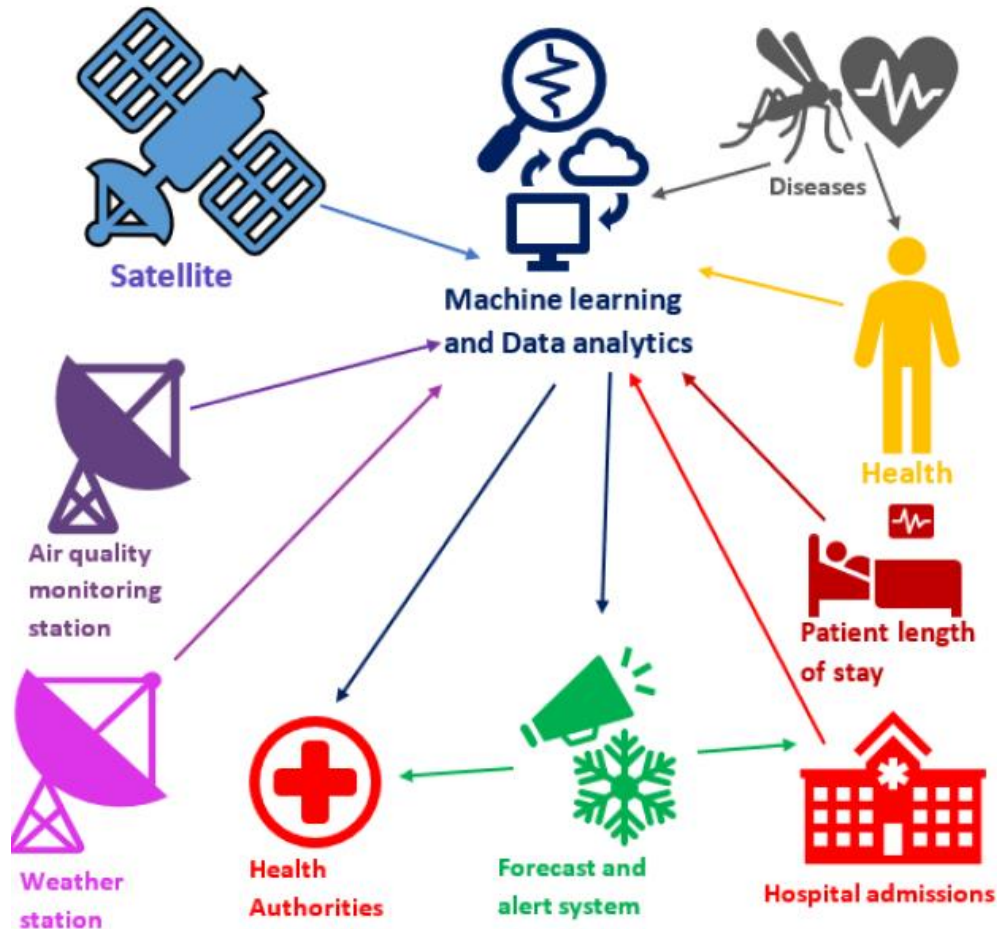 Diseases
Satellite
Machine learning
and Data analytics
Health
Air quality
monitoring
station
Patient length
of stay
Weather
station
Health
Authorities
Forecast and
alert system
Hospital admissions